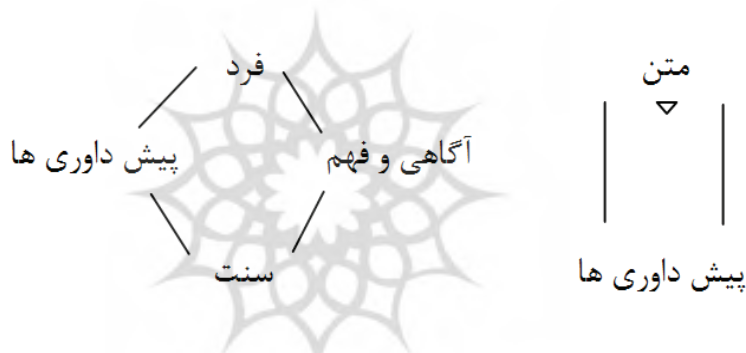 متن
پیش داوری ها
فرد
آگاهی و فهم
پیش داوری ها
سنت